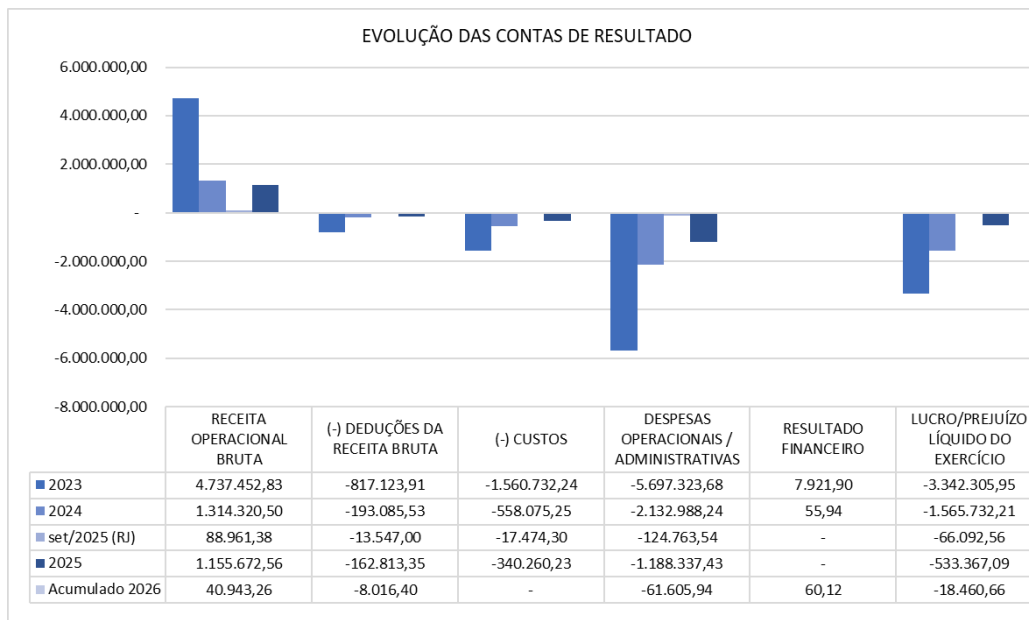 EVOLUÇÃO DAS CONTAS DE RESULTADO
6.000.000,00
4.000.000,00
2.000.000,00
-
-2.000.000,00
-4.000.000,00
-6.000.000,00
-8.000.000,00
RECEITA OPERACIONAL BRUTA
(-) DEDUÇÕES DA RECEITA BRUTA
(-) CUSTOS
DESPESAS OPERACIONAIS / ADMINISTRATIVAS
RESULTADO FINANCEIRO
LUCRO/PREJUÍZO LÍQUIDO DO EXERCÍCIO
2023 4.737.452,83 -817.123,91 -1.560.732,24 -5.697.323,68 7.921,90 -3.342.305,95
2024 1.314.320,50 -193.085,53 -558.075,25 -2.132.988,24 55,94 -1.565.732,21
set/2025 (RJ) 88.961,38 -13.547,00 -17.474,30 -124.763,54 - -66.092,56
2025 1.155.672,56 -162.813,35 -340.260,23 -1.188.337,43 - -533.367,09
Acumulado 2026 40.943,26 -8.016,40 - -61.605,94 60,12 -18.460,66